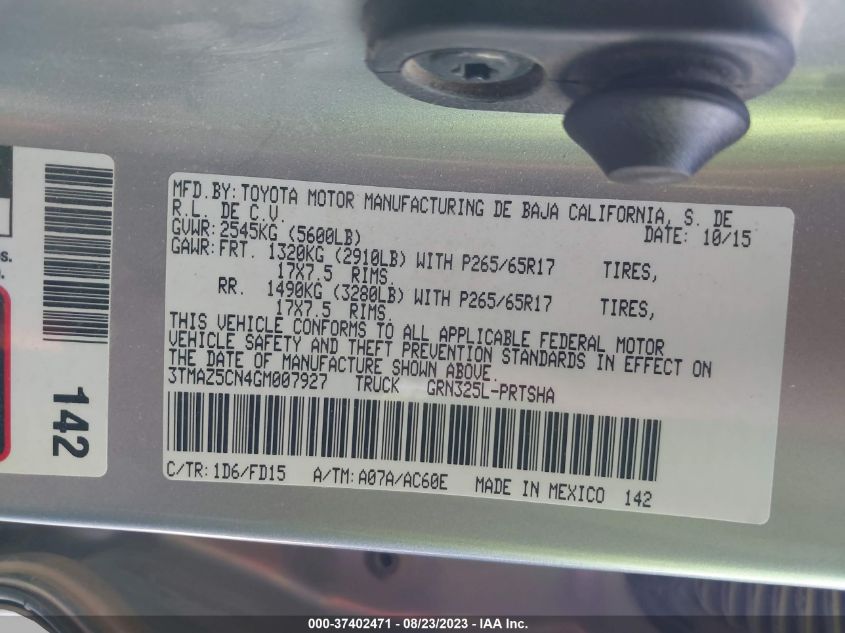 MFD.BY:TOYOTA MOTOR MANUFACTURING DE BAJA CALIFORNIA, S. DE
R.L. DE C.V.
DATE: 10/15
GVWR: 2545KG (5600LB)
GAWR: FRT. 1320KG (2910LB) WITH P265/65R17 TIRES,
17X7.5 RIMS.
RR. 1490KG (3280LB) WITH P265/65R17 TIRES,
17X7.5 RIMS.
THIS VEHICLE CONFORMS TO ALL APPLICABLE FEDERAL MOTOR
VEHICLE SAFETY AND THEFT PREVENTION STANDARDS IN EFFECT ON
THE DATE OF MANUFACTURE SHOWN ABOVE.
3TMAZ5CN4GM007927 TRUCK GRN325L-PRTSHA
C/TR: 1D6/FD15 A/TM: A07A/AC60E MADE IN MEXICO 142
142
000-37402471 - 08/23/2023 - IAA Inc.